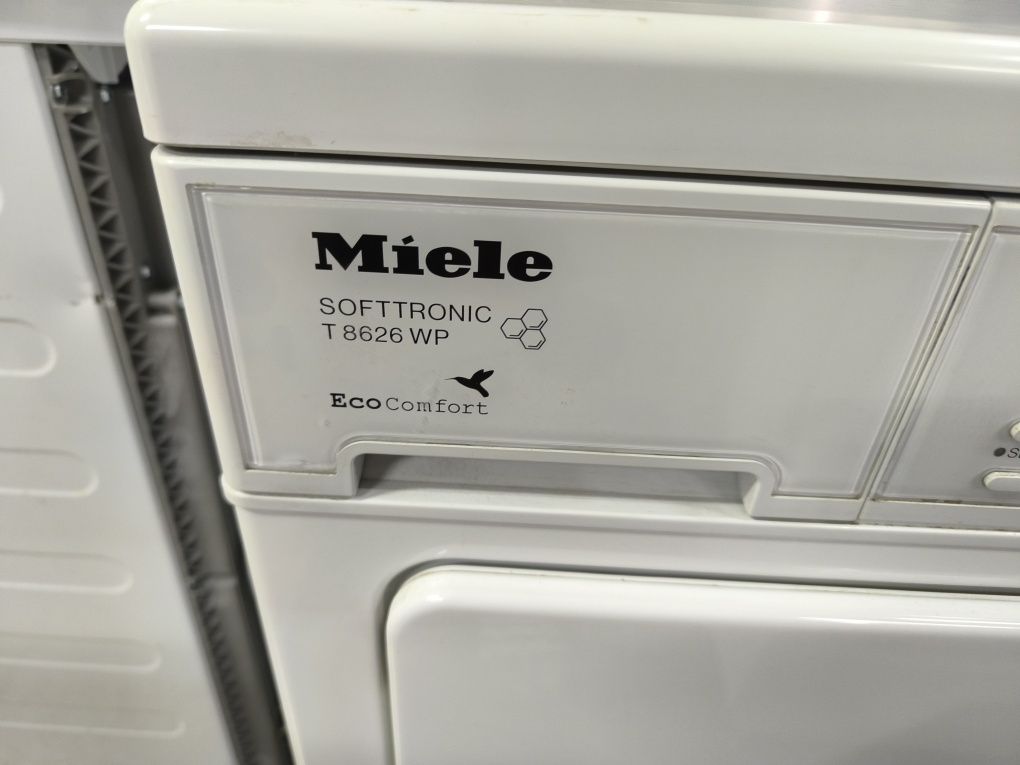 Miele
SOFTTRONIC
T 8626 WP
EcoComfort